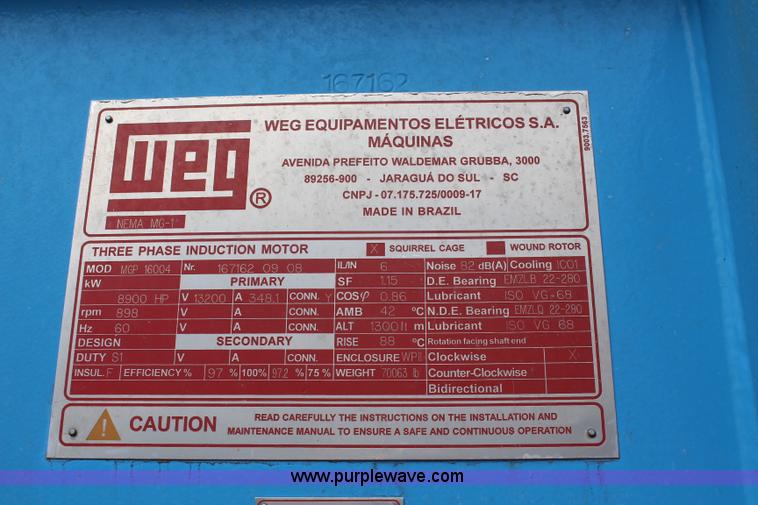 167162
weg
®
NEMA MG-1
WEG EQUIPAMENTOS ELÉTRICOS S.A.
MÁQUINAS
AVENIDA PREFEITO WALDEMAR GRUBBA, 3000
89256-900 - JARAGUÁ DO SUL - SC
CNPJ - 07.175.725/0009-17
MADE IN BRAZIL
9003.7563
THREE PHASE INDUCTION MOTOR X SQUIRREL CAGE WOUND ROTOR
MOD MGP 16004 Nr. 167162 09 08 IL/IN 6 Noise 82 dB(A) Cooling IC01
kW PRIMARY SF 1.15 D.E. Bearing EMZLB 22-280
8900 HP V 13200 A 348.1 CONN. Y COSφ 0.86 Lubricant ISO VG-68
rpm 898 V A CONN. AMB 42 °C N.D.E. Bearing EMZLQ 22-280
Hz 60 V A CONN. ALT 1300ft m Lubricant ISO VG 68
DESIGN SECONDARY RISE 88 °C Rotation facing shaft end
DUTY S1 V A CONN. ENCLOSURE WPII Clockwise X
INSUL. F EFFICIENCY % 97 % 100% 97.2 % 75 % WEIGHT 70063 lb Counter-Clockwise
Bidirectional
CAUTION
READ CAREFULLY THE INSTRUCTIONS ON THE INSTALLATION AND
MAINTENANCE MANUAL TO ENSURE A SAFE AND CONTINUOUS OPERATION
www.purplewave.com